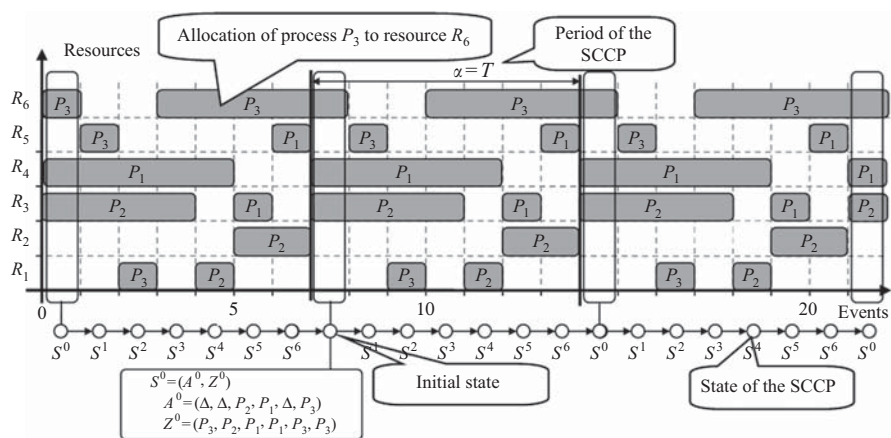 Resources
Allocation of process P₃ to resource R₆
Period of the
SCCP
α = T
R₆ P₃ P₃ P₃ P₃
R₅ P₃ P₁ P₃ P₁ P₃ P₁
R₄ P₁ P₁ P₁ P₁
R₃ P₂ P₁ P₂ P₁ P₂ P₁ P₂
R₂ P₂ P₂ P₂
R₁ P₃ P₂ P₃ P₂ P₃ P₂
0 5 10 20 Events
S⁰ S¹ S² S³ S⁴ S⁵ S⁶ S¹ S² S³ S⁴ S⁵ S⁶ S⁰ S¹ S² S³ S⁴ S⁵ S⁶ S⁰
S⁰=(A⁰, Z⁰)
A⁰=(Δ, Δ, P₂, P₁, Δ, P₃)
Z⁰=(P₃, P₂, P₁, P₁, P₃, P₃)
Initial state
State of the SCCP